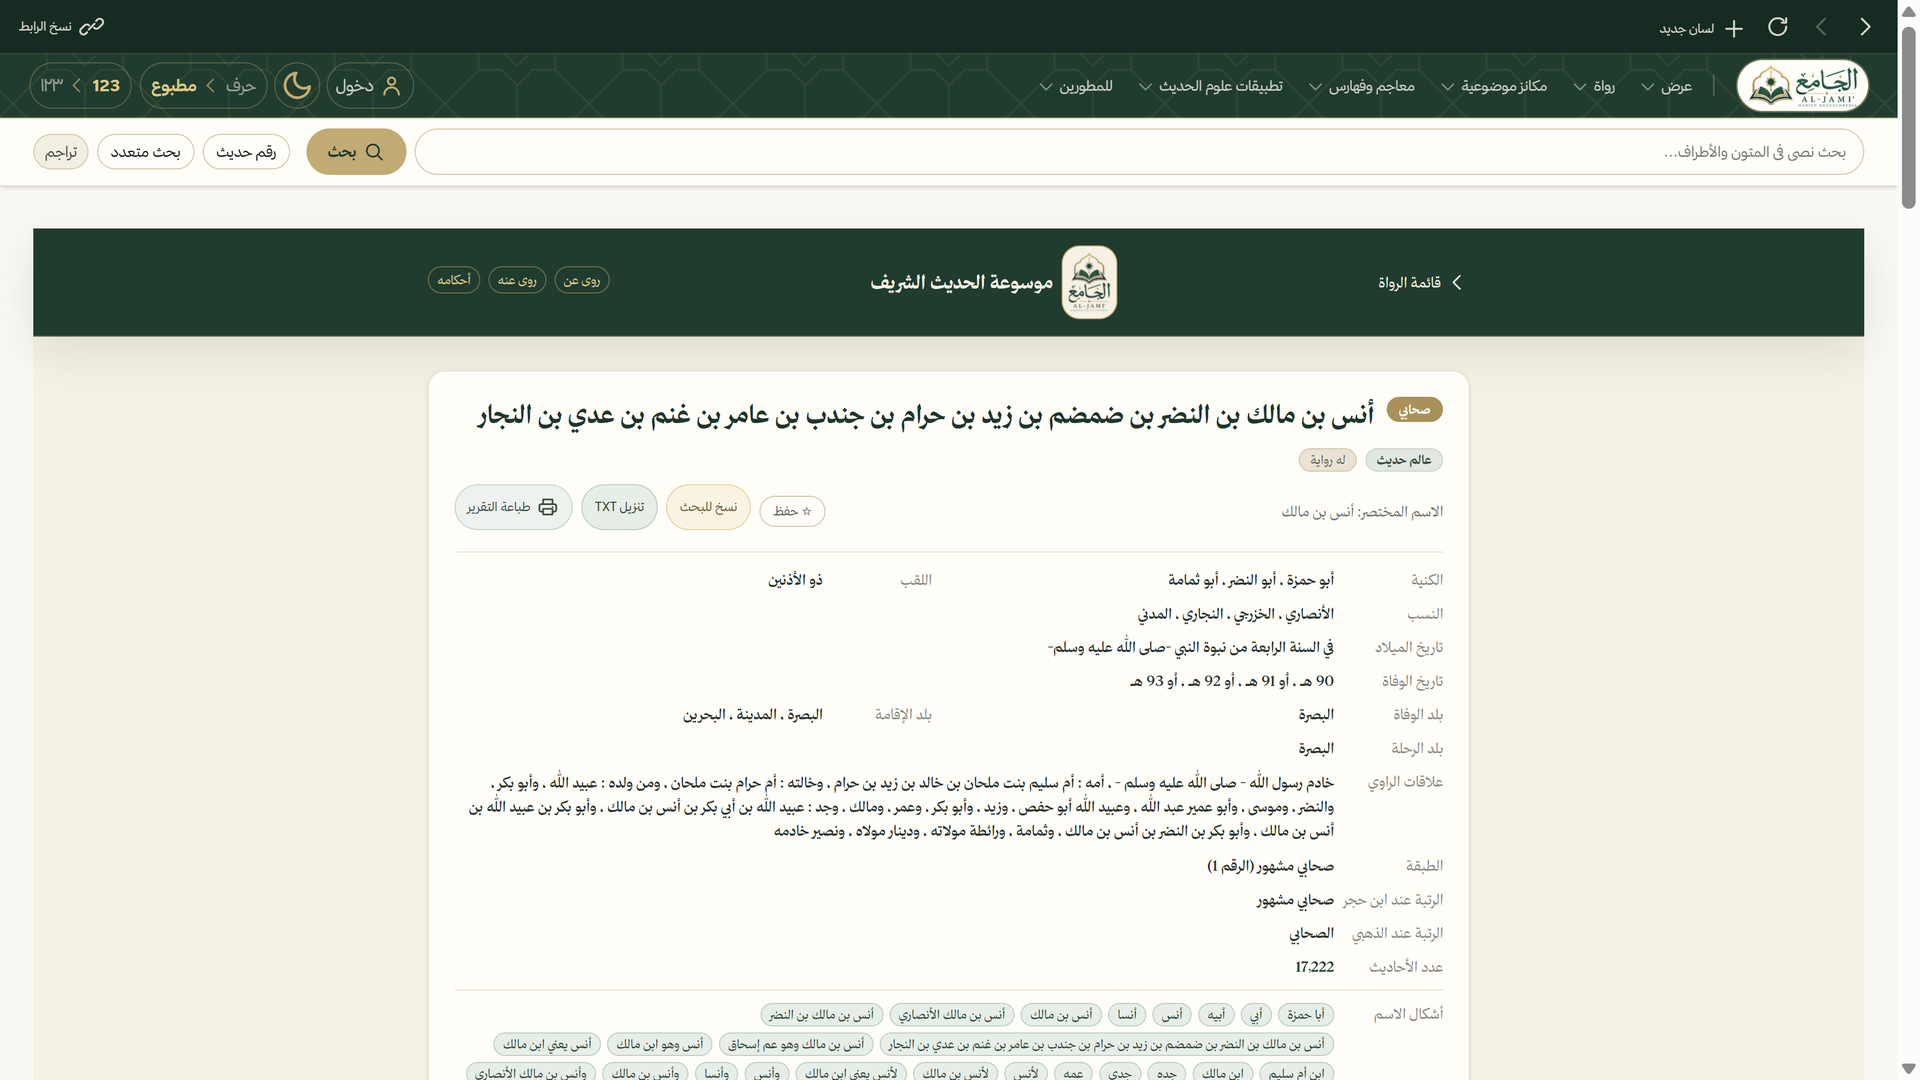 لسان جديد
نسخ الرابط
الجامع
AL-JAMI'
HADITH ENCYCLOPEDIA
عرض
رواة
مكانز موضوعية
معاجم وفهارس
تطبيقات علوم الحديث
للمطورين
دخول
حرف
مطبوع
123
١٢٣
بحث نصي في المتون والأطراف...
بحث
رقم حديث
بحث متعدد
تراجم
قائمة الرواة
الجامع
AL-JAMI'
موسوعة الحديث الشريف
روى عن
روى عنه
أحكامه
صحابي
أنس بن مالك بن النضر بن ضمضم بن زيد بن حرام بن جندب بن عامر بن غنم بن عدي بن النجار
عالم حديث
له رواية
الاسم المختصر: أنس بن مالك
☆ حفظ
نسخ للبحث
تنزيل TXT
طباعة التقرير
الكنية أبو حمزة ، أبو النضر ، أبو ثمامة
اللقب ذو الأذنين
النسب الأنصاري ، الخزرجي ، النجاري ، المدني
تاريخ الميلاد في السنة الرابعة من نبوة النبي -صلى الله عليه وسلم-
تاريخ الوفاة 90 هـ ، أو 91 هـ ، أو 92 هـ ، أو 93 هـ
بلد الوفاة البصرة
بلد الإقامة البصرة ، المدينة ، البحرين
بلد الرحلة البصرة
علاقات الراوي خادم رسول الله - صلى الله عليه وسلم - ، أمه : أم سليم بنت ملحان بن خالد بن زيد بن حرام ، وخالته : أم حرام بنت ملحان ، ومن ولده : عبيد الله ، وأبو بكر ،
والنضر ، وموسى ، وأبو عمير عبد الله ، وعبيد الله أبو حفص ، وزيد ، وأبو بكر ، وعمر ، ومالك ، وجد : عبيد الله بن أبي بكر بن أنس بن مالك ، وأبو بكر بن عبيد الله بن
أنس بن مالك ، وأبو بكر بن النضر بن أنس بن مالك ، وثمامة ، ورائطة مولاته ، ودينار مولاه ، ونصير خادمه
الطبقة صحابي مشهور (الرقم 1)
الرتبة عند ابن حجر صحابي مشهور
الرتبة عند الذهبي الصحابي
عدد الأحاديث 17,222
أشكال الاسم أبا حمزة أبي أبيه أنس أنسا أنس بن مالك أنس بن مالك الأنصاري أنس بن مالك بن النضر
أنس بن مالك بن النضر بن ضمضم بن زيد بن حرام بن جندب بن عامر بن غنم بن عدي بن النجار أنس بن مالك وهو عم إسحاق أنس وهو ابن مالك أنس يعني ابن مالك
ابن أم سليم ابن مالك جده جدي عمه لأنس لأنس بن مالك لأنس يعني ابن مالك وأنس وأنسا وأنس بن مالك وأنس بن مالك الأنصاري